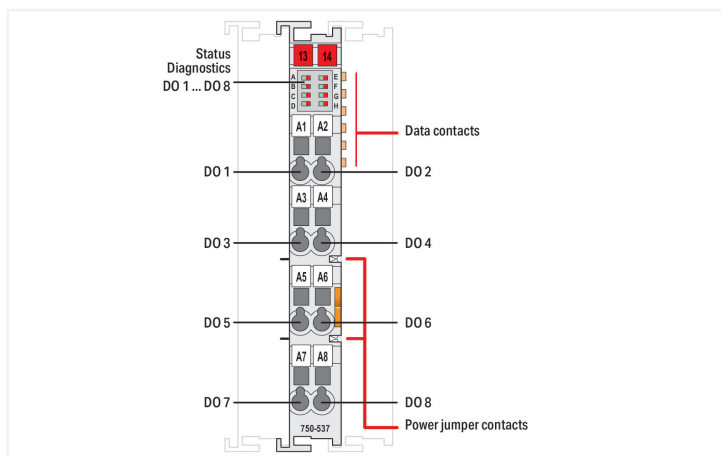 Status
Diagnostics
DO 1 ... DO 8
13 14
A E
B F
C G
D H
A1 A2
Data contacts
DO 1
DO 2
A3 A4
DO 3
DO 4
A5 A6
DO 5
DO 6
A7 A8
DO 7
DO 8
750-537
Power jumper contacts